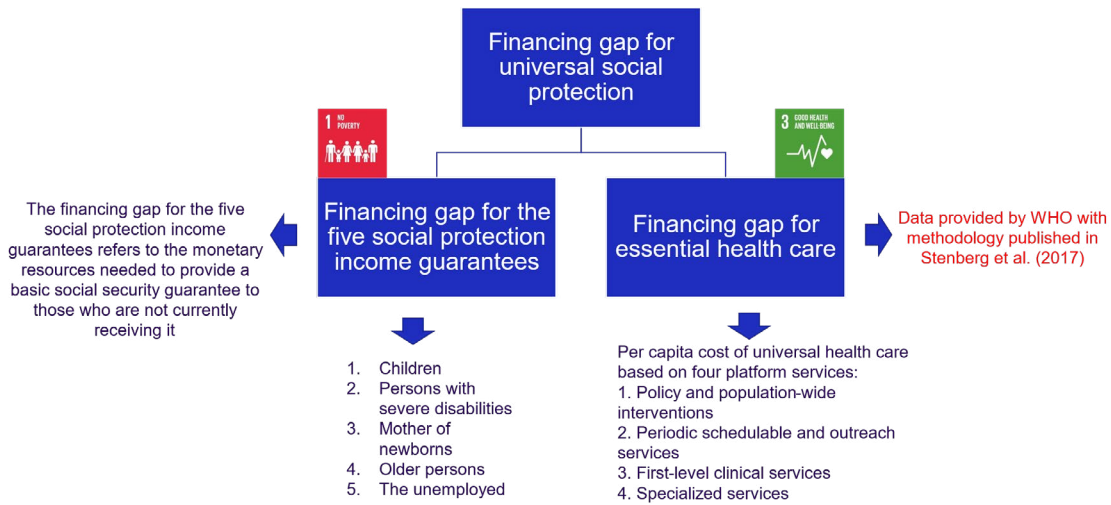 Financing gap for
universal social
protection
1 NO
POVERTY
3 GOOD HEALTH
AND WELL-BEING
The financing gap for the five
social protection income
guarantees refers to the monetary
resources needed to provide a
basic social security guarantee to
those who are not currently
receiving it
Financing gap for the
five social protection
income guarantees
Financing gap for
essential health care
Data provided by WHO with
methodology published in
Stenberg et al. (2017)
1. Children
2. Persons with
severe disabilities
3. Mother of
newborns
4. Older persons
5. The unemployed
Per capita cost of universal health care
based on four platform services:
1. Policy and population-wide
interventions
2. Periodic schedulable and outreach
services
3. First-level clinical services
4. Specialized services